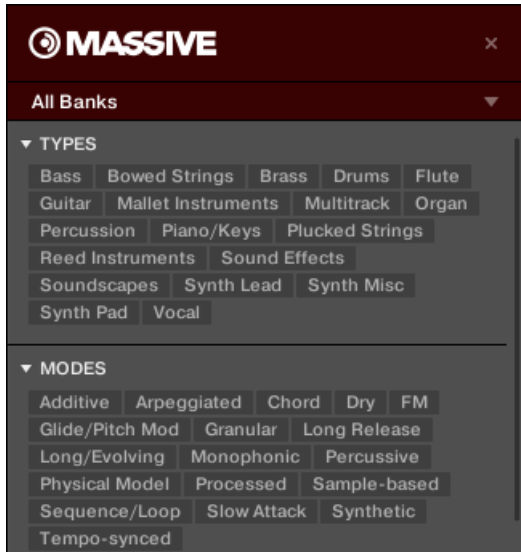 MASSIVE
All Banks
TYPES
Bass Bowed Strings Brass Drums Flute
Guitar Mallet Instruments Multitrack Organ
Percussion Piano/Keys Plucked Strings
Reed Instruments Sound Effects
Soundscapes Synth Lead Synth Misc
Synth Pad Vocal
MODES
Additive Arpeggiated Chord Dry FM
Glide/Pitch Mod Granular Long Release
Long/Evolving Monophonic Percussive
Physical Model Processed Sample-based
Sequence/Loop Slow Attack Synthetic
Tempo-synced